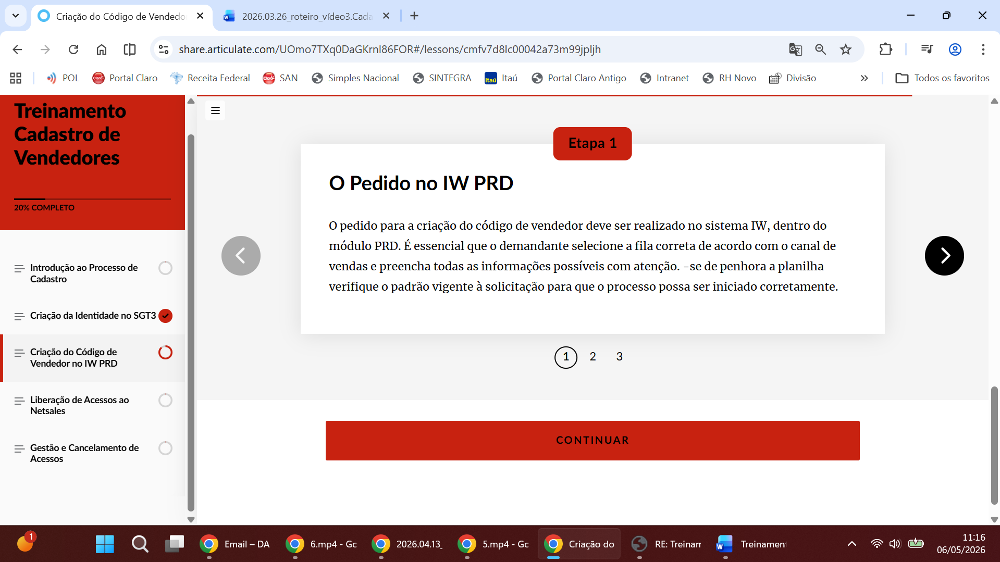 Criação do Código de Vendedo
2026.03.26_roteiro_vídeo3.Cada
share.articulate.com/UOmo7TXq0DaGKrnI86FOR#/lessons/cmfv7d8lc00042a73m99jpljh
POL
Portal Claro
Receita Federal
SAN
Simples Nacional
SINTEGRA
Itaú
Portal Claro Antigo
Intranet
RH Novo
Divisão
Todos os favoritos
Treinamento
Cadastro de
Vendedores
20% COMPLETO
Introdução ao Processo de
Cadastro
Criação da Identidade no SGT3
Criação do Código de
Vendedor no IW PRD
Liberação de Acessos ao
Netsales
Gestão e Cancelamento de
Acessos
Etapa 1
O Pedido no IW PRD
O pedido para a criação do código de vendedor deve ser realizado no sistema IW, dentro do
módulo PRD. É essencial que o demandante selecione a fila correta de acordo com o canal de
vendas e preencha todas as informações possíveis com atenção. -se de penhora a planilha
verifique o padrão vigente à solicitação para que o processo possa ser iniciado corretamente.
1 2 3
CONTINUAR
1
Email – DA
6.mp4 - Gc
2026.04.13_
5.mp4 - Gc
Criação do
RE: Treinam
Treinament
11:16
06/05/2026